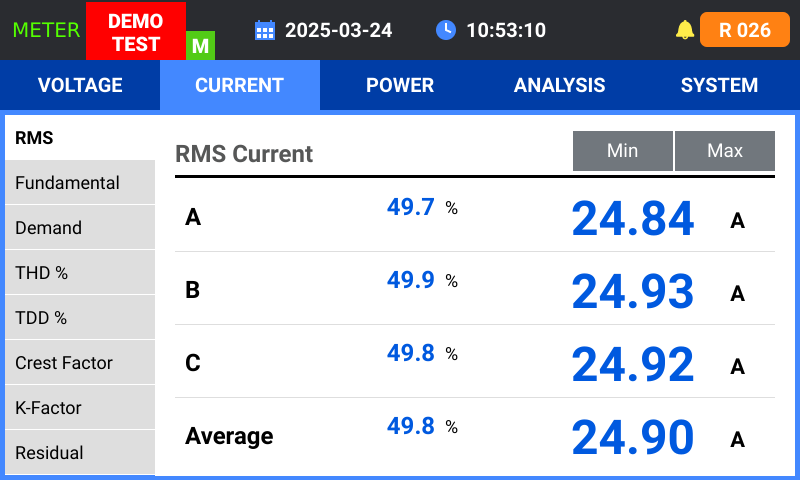 METER DEMO TEST M 2025-03-24 10:53:10 R 026
VOLTAGE CURRENT POWER ANALYSIS SYSTEM
RMS
Fundamental
Demand
THD %
TDD %
Crest Factor
K-Factor
Residual
RMS Current Min Max
A 49.7 % 24.84 A
B 49.9 % 24.93 A
C 49.8 % 24.92 A
Average 49.8 % 24.90 A